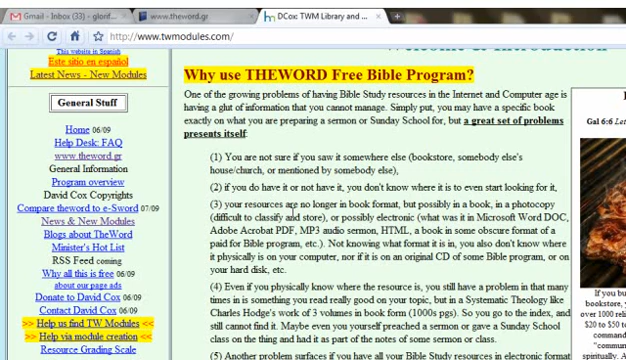 Gmail - Inbox (33) - glorif...
www.theword.gr
DCox: TWM Library and ...
http://www.twmodules.com/
This website in Spanish
Este sitio en español
Latest News - New Modules
General Stuff
Home 06/09
Help Desk: FAQ
www.theword.gr
General Information
Program overview
David Cox Copyrights
Compare theword to e-Sword 07/09
News & New Modules
Blogs about TheWord
Minister's Hot List
RSS Feed coming
Why all this is free 06/09
about our page ads
Donate to David Cox 06/09
Contact David Cox 06/09
>> Help us find TW Modules <<
>> Help via module creation <<
Resource Grading Scale
Why use THEWORD Free Bible Program?
One of the growing problems of having Bible Study resources in the Internet and Computer age is
having a glut of information that you cannot manage. Simply put, you may have a specific book
exactly on what you are preparing a sermon or Sunday School for, but a great set of problems
presents itself:
(1) You are not sure if you saw it somewhere else (bookstore, somebody else's
house/church, or mentioned by somebody else),
(2) if you do have it or not have it, you don't know where it is to even start looking for it,
(3) your resources are no longer in book format, but possibly in a book, in a photocopy
(difficult to classify and store), or possibly electronic (what was it in Microsoft Word DOC,
Adobe Acrobat PDF, MP3 audio sermon, HTML, a book in some obscure format of a
paid for Bible program, etc.). Not knowing what format it is in, you also don't know where
it physically is on your computer, nor if it is on an original CD of some Bible program, or on
your hard disk, etc.
(4) Even if you physically know where the resource is, you still have a problem in that many
times in is something you read really good on your topic, but in a Systematic Theology like
Charles Hodge's work of 3 volumes in book form (1000s pgs). So you go to the index, and
still cannot find it. Maybe even you yourself preached a sermon or gave a Sunday School
class on the thing and had it as part of the notes of some sermon or class.
(5) Another problem surfaces if you have all your Bible Study resources in electronic format
Gal 6:6 Let
If you bu
bookstore, y
over 1000 relig
$20 to $50 t
command
"commun